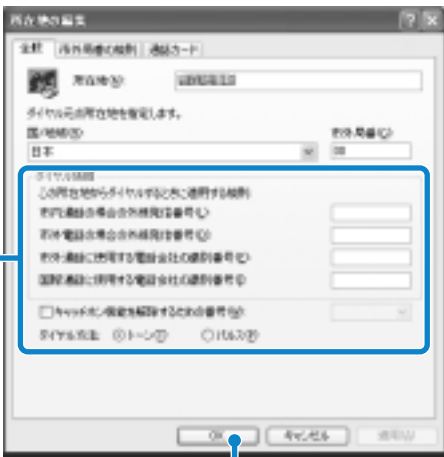 所在地の編集
全般 市外局番の規則 通話カード
所在地(N):
ダイヤル元の所在地を指定します。
国/地域(O): 市外局番(C):
日本
ダイヤル情報
この所在地からダイヤルするときに適用する規則:
市内通話の場合の外線発信番号(L):
市外通話の場合の外線発信番号(D):
市外通話に使用する電話会社の識別番号(E):
国際通話に使用する電話会社の識別番号(I):
キャッチホン機能を解除するための番号(W):
ダイヤル方法: トーン(T) パルス(P)
OK キャンセル 適用(A)